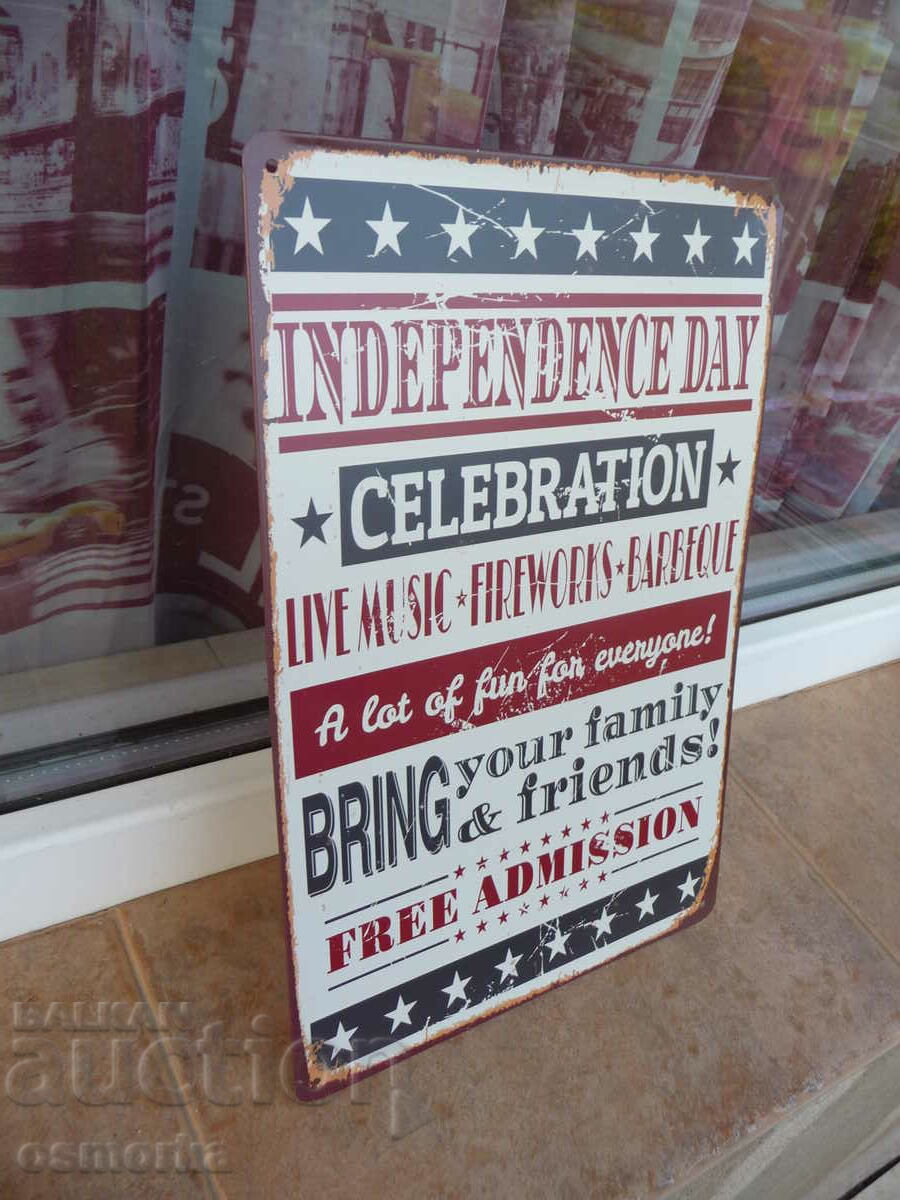 INDEPENDENCE DAY
CELEBRATION
LIVE MUSIC ★ FIREWORKS ★ BARBEQUE
A lot of fun for everyone!
BRING your family
& friends!
FREE ADMISSION
BALKAN
auction
osmorka